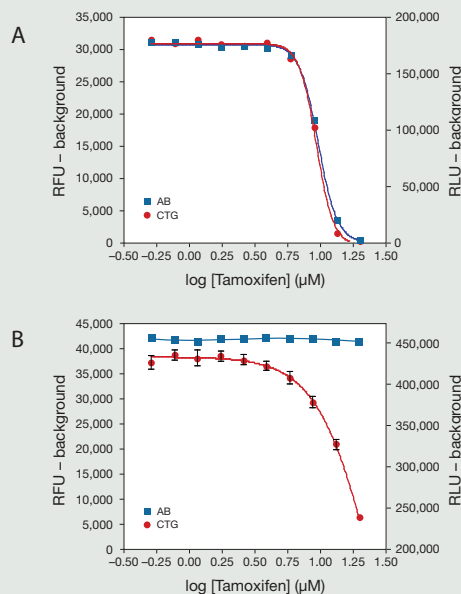 A
35,000
30,000
25,000
20,000
15,000
10,000
5,000
0
RFU – background
200,000
150,000
100,000
50,000
0
RLU – background
AB
CTG
–0.50 –0.25 0.00 0.25 0.50 0.75 1.00 1.25 1.50
log [Tamoxifen] (µM)
B
45,000
40,000
35,000
30,000
25,000
20,000
15,000
10,000
5,000
0
RFU – background
450,000
400,000
350,000
300,000
250,000
200,000
RLU – background
AB
CTG
–0.50 –0.25 0.00 0.25 0.50 0.75 1.00 1.25 1.50
log [Tamoxifen] (µM)